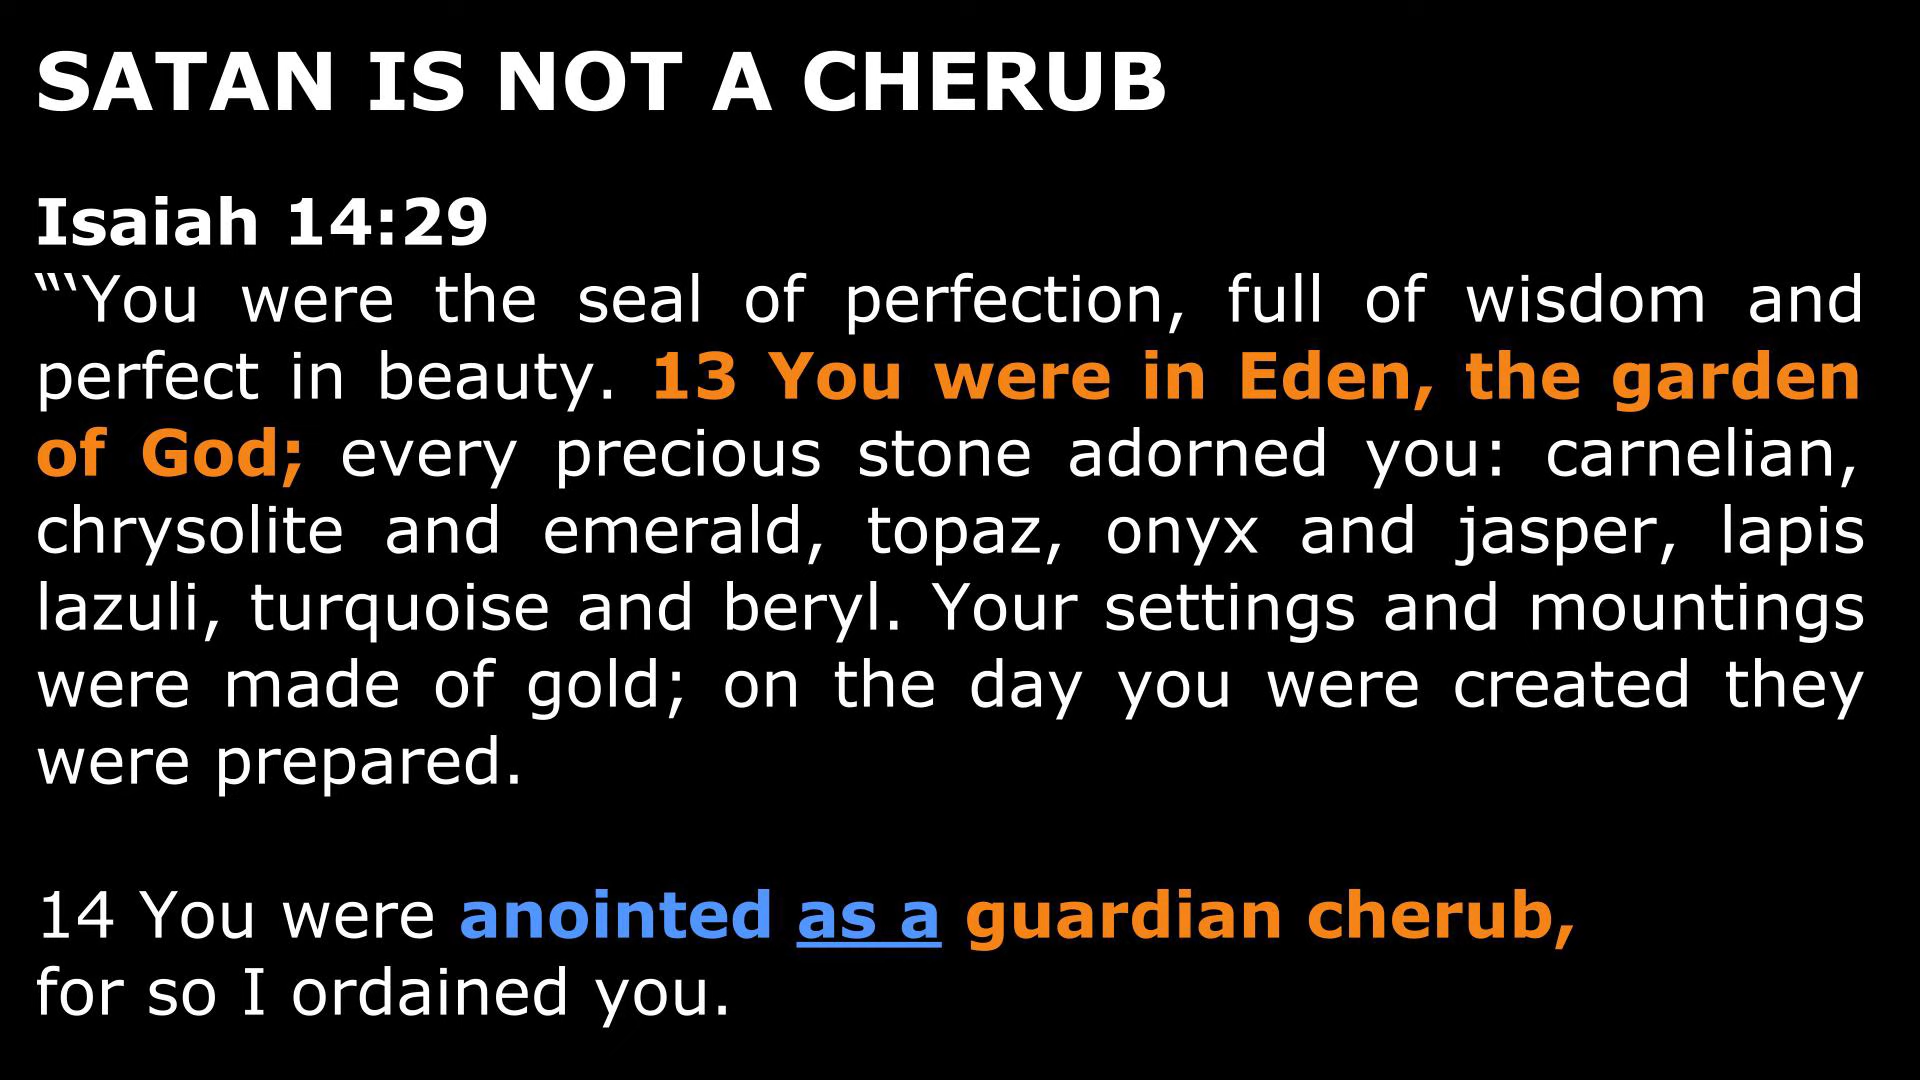 SATAN IS NOT A CHERUB
Isaiah 14:29
“‘You were the seal of perfection, full of wisdom and
perfect in beauty. 13 You were in Eden, the garden
of God; every precious stone adorned you: carnelian,
chrysolite and emerald, topaz, onyx and jasper, lapis
lazuli, turquoise and beryl. Your settings and mountings
were made of gold; on the day you were created they
were prepared.
14 You were anointed as a guardian cherub,
for so I ordained you.